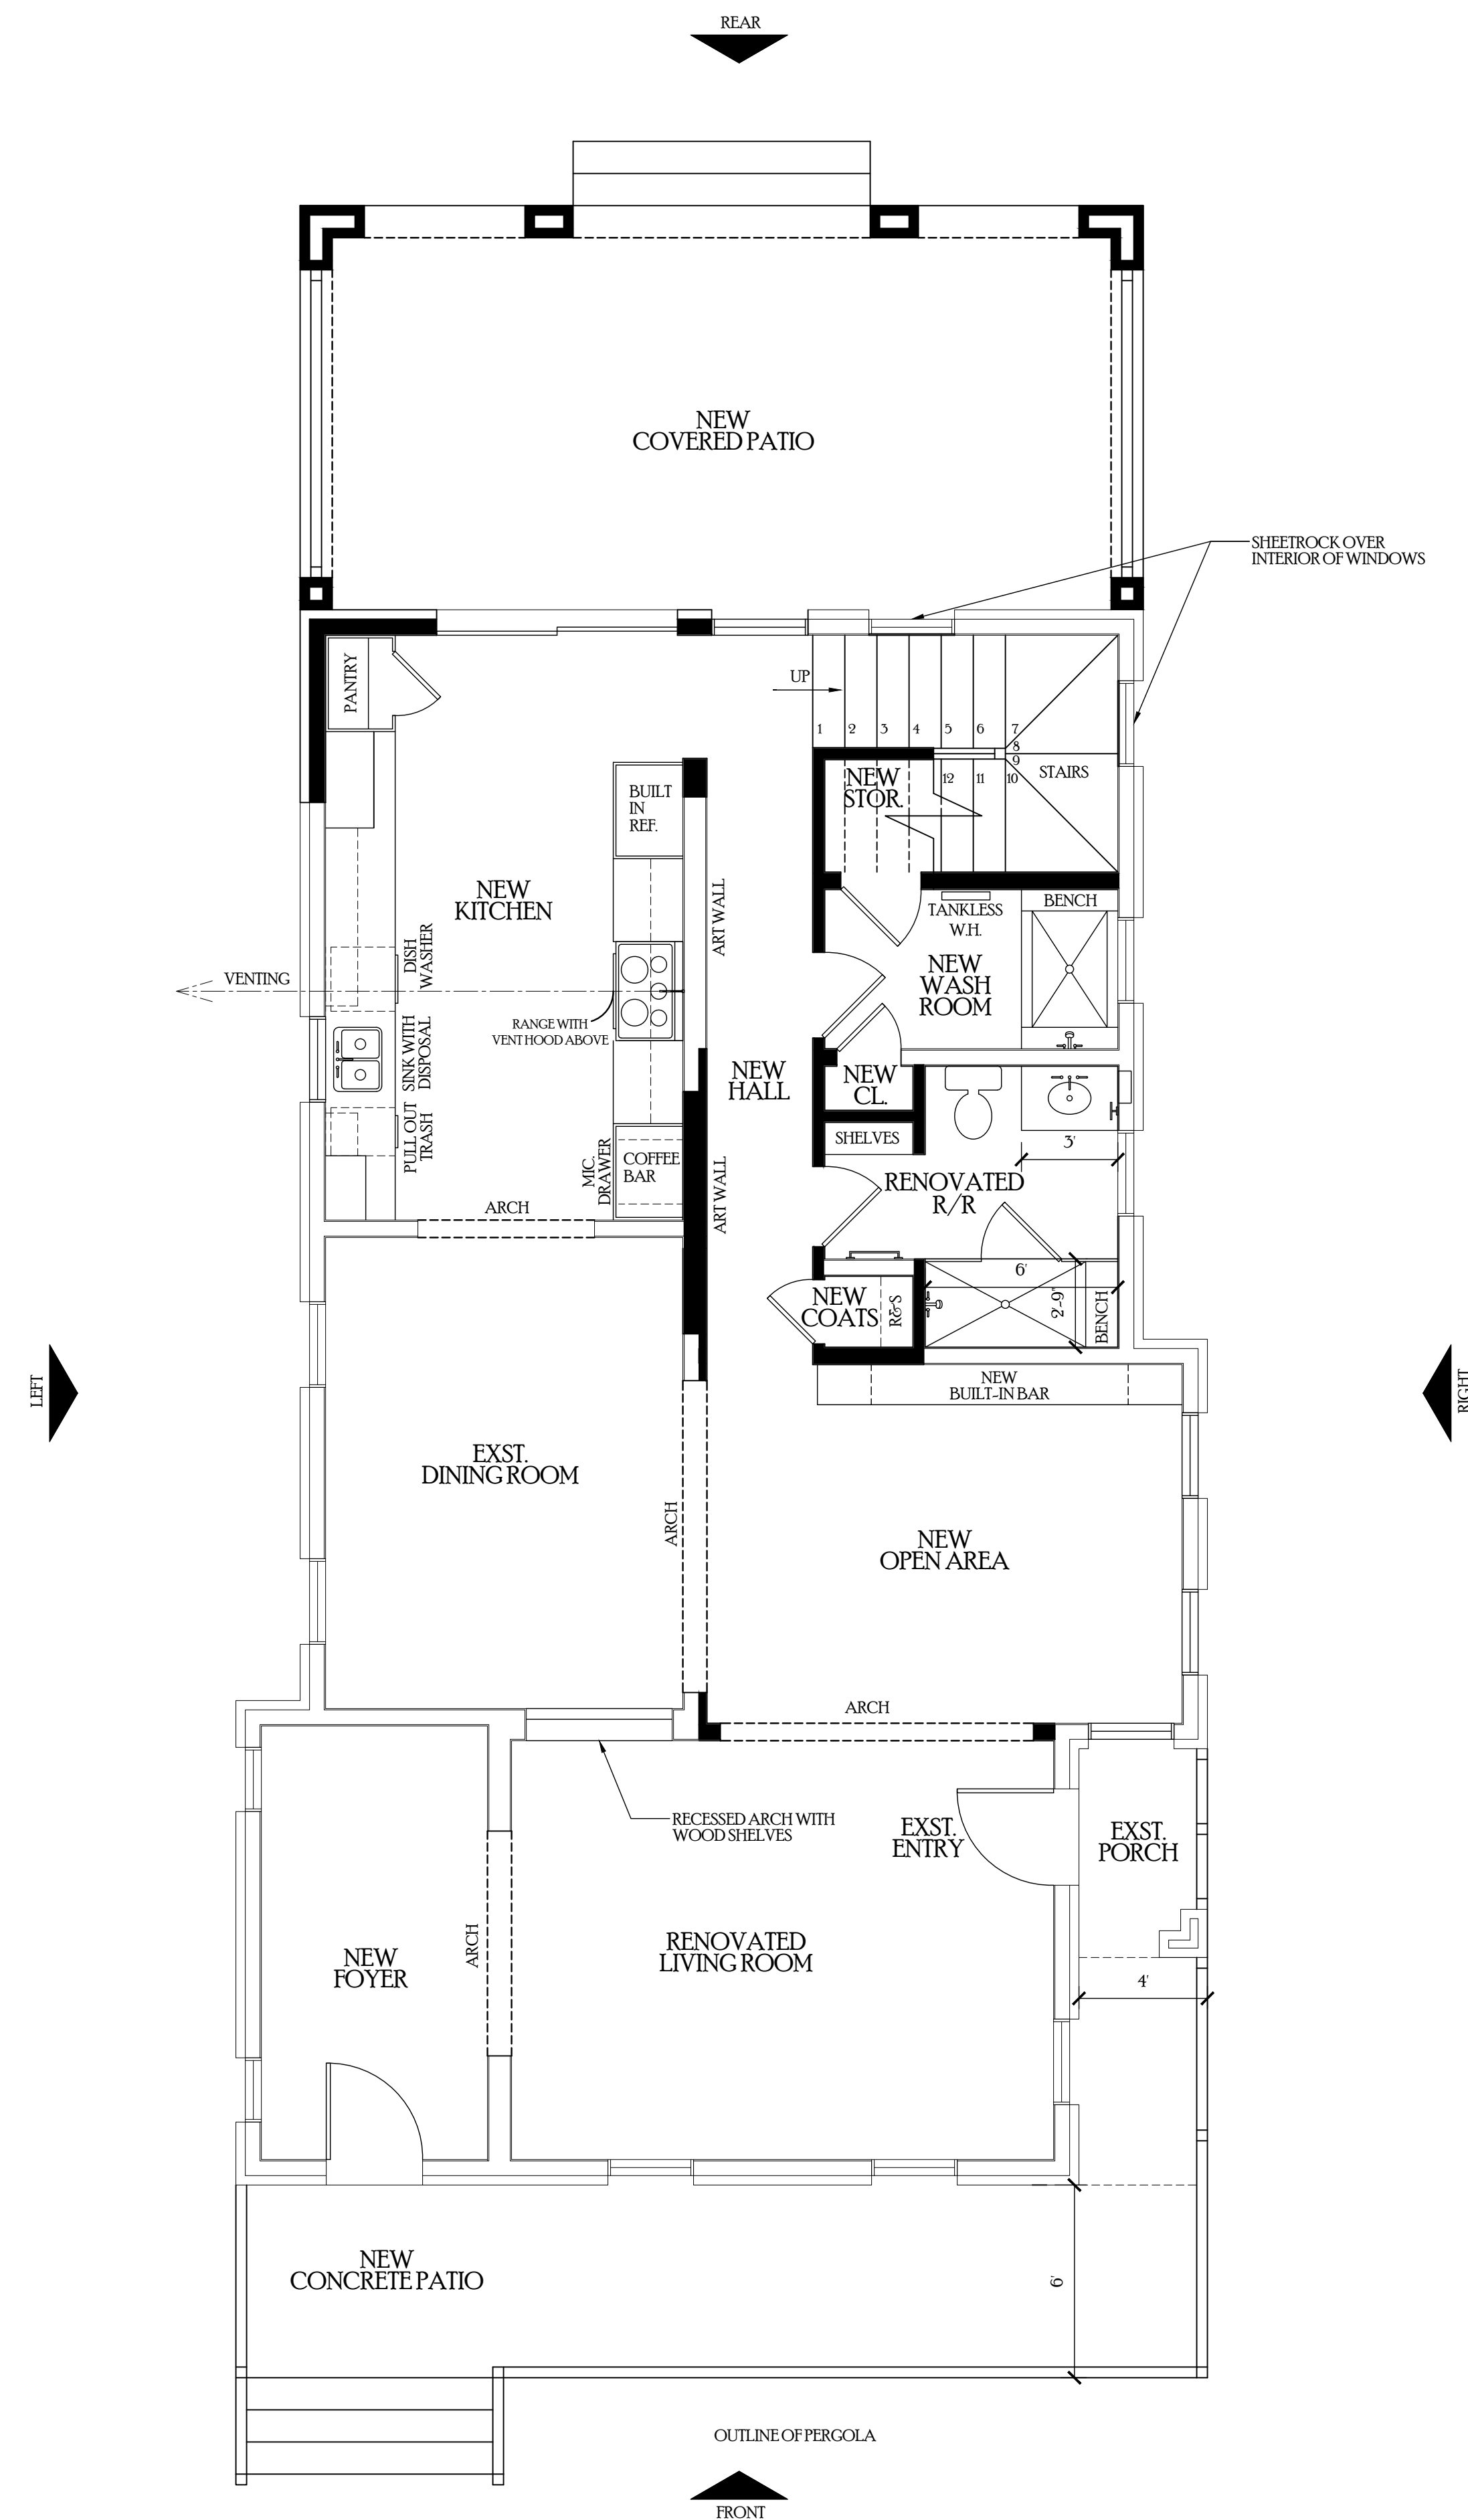 REAR
NEW
COVERED PATIO
SHEETROCK OVER
INTERIOR OF WINDOWS
PANTRY
UP
1
2
3
4
5
6
7
8
9
10
11
12
STAIRS
NEW
STOR.
BUILT
IN
REF.
NEW
KITCHEN
ART WALL
TANKLESS
W.H.
BENCH
DISH
WASHER
VENTING
NEW
WASH
ROOM
RANGE WITH
VENT HOOD ABOVE
SINK WITH
DISPOSAL
NEW
HALL
NEW
CL.
PULL OUT
TRASH
SHELVES
3'
MIC.
DRAWER
COFFEE
BAR
ART WALL
RENOVATED
R/R
ARCH
6'
2'-9"
BENCH
NEW
COATS
R&S
LEFT
RIGHT
NEW
BUILT-IN BAR
EXST.
DINING ROOM
ARCH
NEW
OPEN AREA
ARCH
RECESSED ARCH WITH
WOOD SHELVES
EXST.
ENTRY
EXST.
PORCH
ARCH
NEW
FOYER
RENOVATED
LIVING ROOM
4'
NEW
CONCRETE PATIO
6'
OUTLINE OF PERGOLA
FRONT